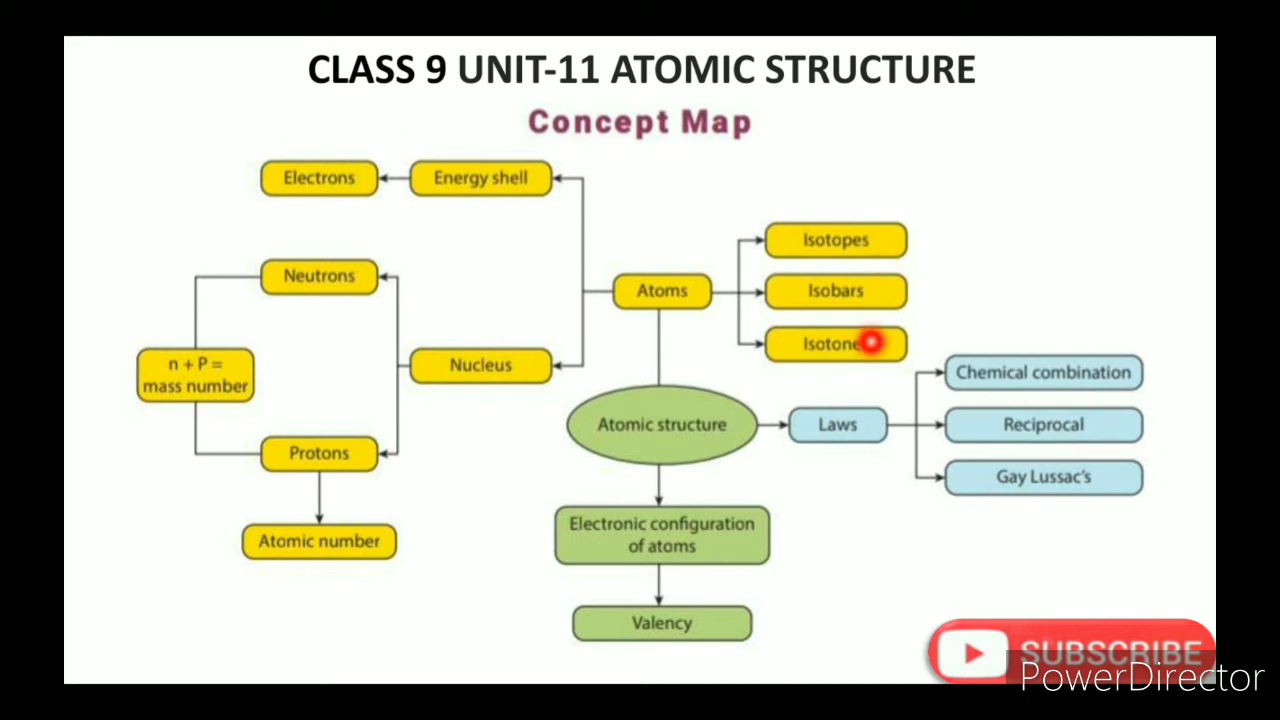 CLASS 9 UNIT-11 ATOMIC STRUCTURE
Concept Map
Electrons
Energy shell
Isotopes
Neutrons
Atoms
Isobars
Isotone
n + P =
mass number
Nucleus
Chemical combination
Atomic structure
Laws
Reciprocal
Protons
Gay Lussac's
Atomic number
Electronic configuration
of atoms
Valency
SUBSCRIBE
PowerDirector